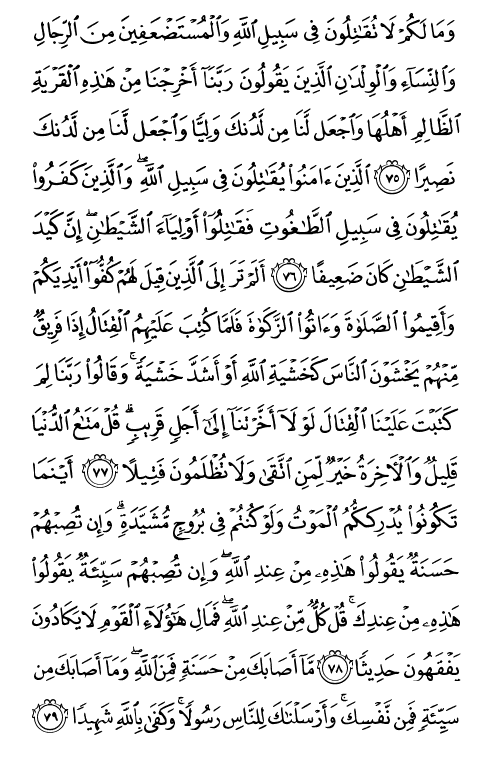 وَمَا لَكُمْ لَا تُقَٰتِلُونَ فِى سَبِيلِ ٱللَّهِ وَٱلْمُسْتَضْعَفِينَ مِنَ ٱلرِّجَالِ
وَٱلنِّسَآءِ وَٱلْوِلْدَٰنِ ٱلَّذِينَ يَقُولُونَ رَبَّنَآ أَخْرِجْنَا مِنْ هَٰذِهِ ٱلْقَرْيَةِ
ٱلظَّالِمِ أَهْلُهَا وَٱجْعَل لَّنَا مِن لَّدُنكَ وَلِيًّا وَٱجْعَل لَّنَا مِن لَّدُنكَ
نَصِيرًا ٧٥ ٱلَّذِينَ ءَامَنُوا۟ يُقَٰتِلُونَ فِى سَبِيلِ ٱللَّهِ ۖ وَٱلَّذِينَ كَفَرُوا۟
يُقَٰتِلُونَ فِى سَبِيلِ ٱلطَّٰغُوتِ فَقَٰتِلُوٓا۟ أَوْلِيَآءَ ٱلشَّيْطَٰنِ ۖ إِنَّ كَيْدَ
ٱلشَّيْطَٰنِ كَانَ ضَعِيفًا ٧٦ أَلَمْ تَرَ إِلَى ٱلَّذِينَ قِيلَ لَهُمْ كُفُّوٓا۟ أَيْدِيَكُمْ
وَأَقِيمُوا۟ ٱلصَّلَوٰةَ وَءَاتُوا۟ ٱلزَّكَوٰةَ فَلَمَّا كُتِبَ عَلَيْهِمُ ٱلْقِتَالُ إِذَا فَرِيقٌ
مِّنْهُمْ يَخْشَوْنَ ٱلنَّاسَ كَخَشْيَةِ ٱللَّهِ أَوْ أَشَدَّ خَشْيَةً ۚ وَقَالُوا۟ رَبَّنَا لِمَ
كَتَبْتَ عَلَيْنَا ٱلْقِتَالَ لَوْلَآ أَخَّرْتَنَآ إِلَىٰٓ أَجَلٍ قَرِيبٍ ۗ قُلْ مَتَٰعُ ٱلدُّنْيَا
قَلِيلٌ وَٱلْءَاخِرَةُ خَيْرٌ لِّمَنِ ٱتَّقَىٰ وَلَا تُظْلَمُونَ فَتِيلًا ٧٧ أَيْنَمَا
تَكُونُوا۟ يُدْرِككُّمُ ٱلْمَوْتُ وَلَوْ كُنتُمْ فِى بُرُوجٍ مُّشَيَّدَةٍ ۗ وَإِن تُصِبْهُمْ
حَسَنَةٌ يَقُولُوا۟ هَٰذِهِۦ مِنْ عِندِ ٱللَّهِ ۖ وَإِن تُصِبْهُمْ سَيِّئَةٌ يَقُولُوا۟
هَٰذِهِۦ مِنْ عِندِكَ ۚ قُلْ كُلٌّ مِّنْ عِندِ ٱللَّهِ ۖ فَمَالِ هَٰٓؤُلَآءِ ٱلْقَوْمِ لَا يَكَادُونَ
يَفْقَهُونَ حَدِيثًا ٧٨ مَّآ أَصَابَكَ مِنْ حَسَنَةٍ فَمِنَ ٱللَّهِ ۖ وَمَآ أَصَابَكَ مِن
سَيِّئَةٍ فَمِن نَّفْسِكَ ۚ وَأَرْسَلْنَٰكَ لِلنَّاسِ رَسُولًا ۚ وَكَفَىٰ بِٱللَّهِ شَهِيدًا ٧٩